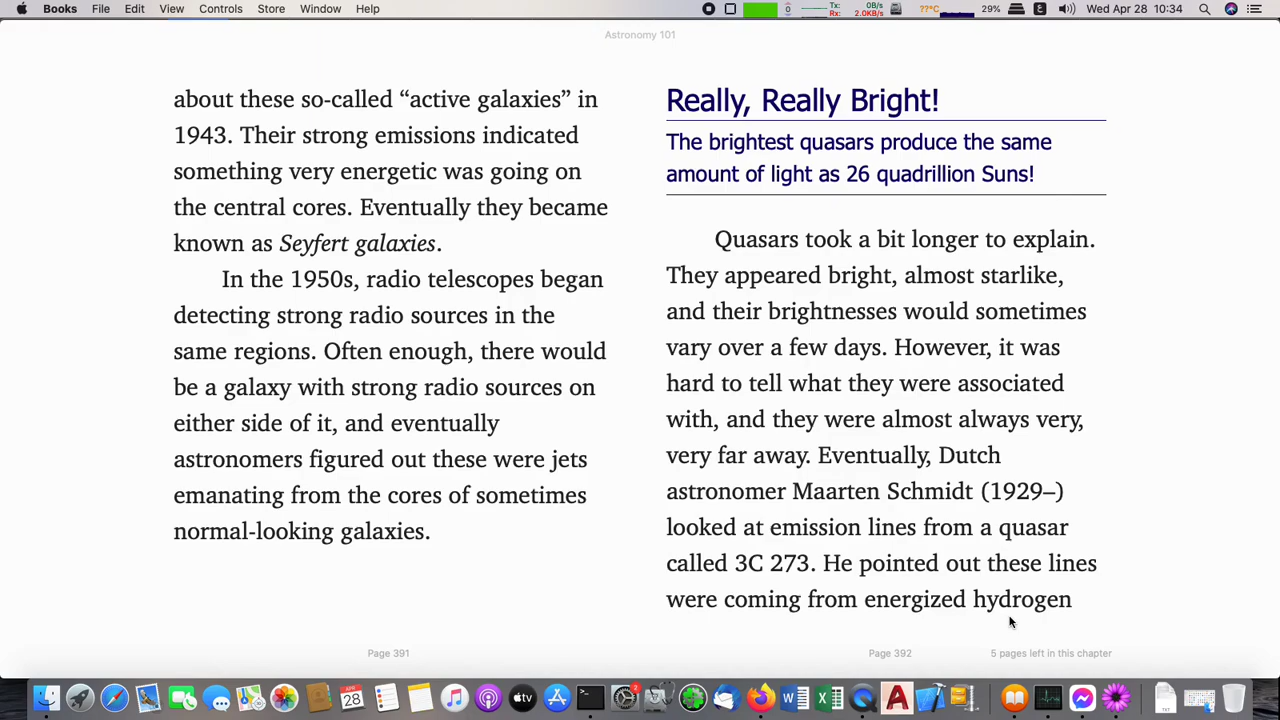 Books File Edit View Controls Store Window Help
Tx: 0B/s
Rx: 2.0KB/s
??°C
29%
Wed Apr 28 10:34
Astronomy 101
about these so-called “active galaxies” in
1943. Their strong emissions indicated
something very energetic was going on
the central cores. Eventually they became
known as Seyfert galaxies.
In the 1950s, radio telescopes began
detecting strong radio sources in the
same regions. Often enough, there would
be a galaxy with strong radio sources on
either side of it, and eventually
astronomers figured out these were jets
emanating from the cores of sometimes
normal-looking galaxies.
Page 391
Really, Really Bright!
The brightest quasars produce the same
amount of light as 26 quadrillion Suns!
Quasars took a bit longer to explain.
They appeared bright, almost starlike,
and their brightnesses would sometimes
vary over a few days. However, it was
hard to tell what they were associated
with, and they were almost always very,
very far away. Eventually, Dutch
astronomer Maarten Schmidt (1929–)
looked at emission lines from a quasar
called 3C 273. He pointed out these lines
were coming from energized hydrogen
Page 392
5 pages left in this chapter